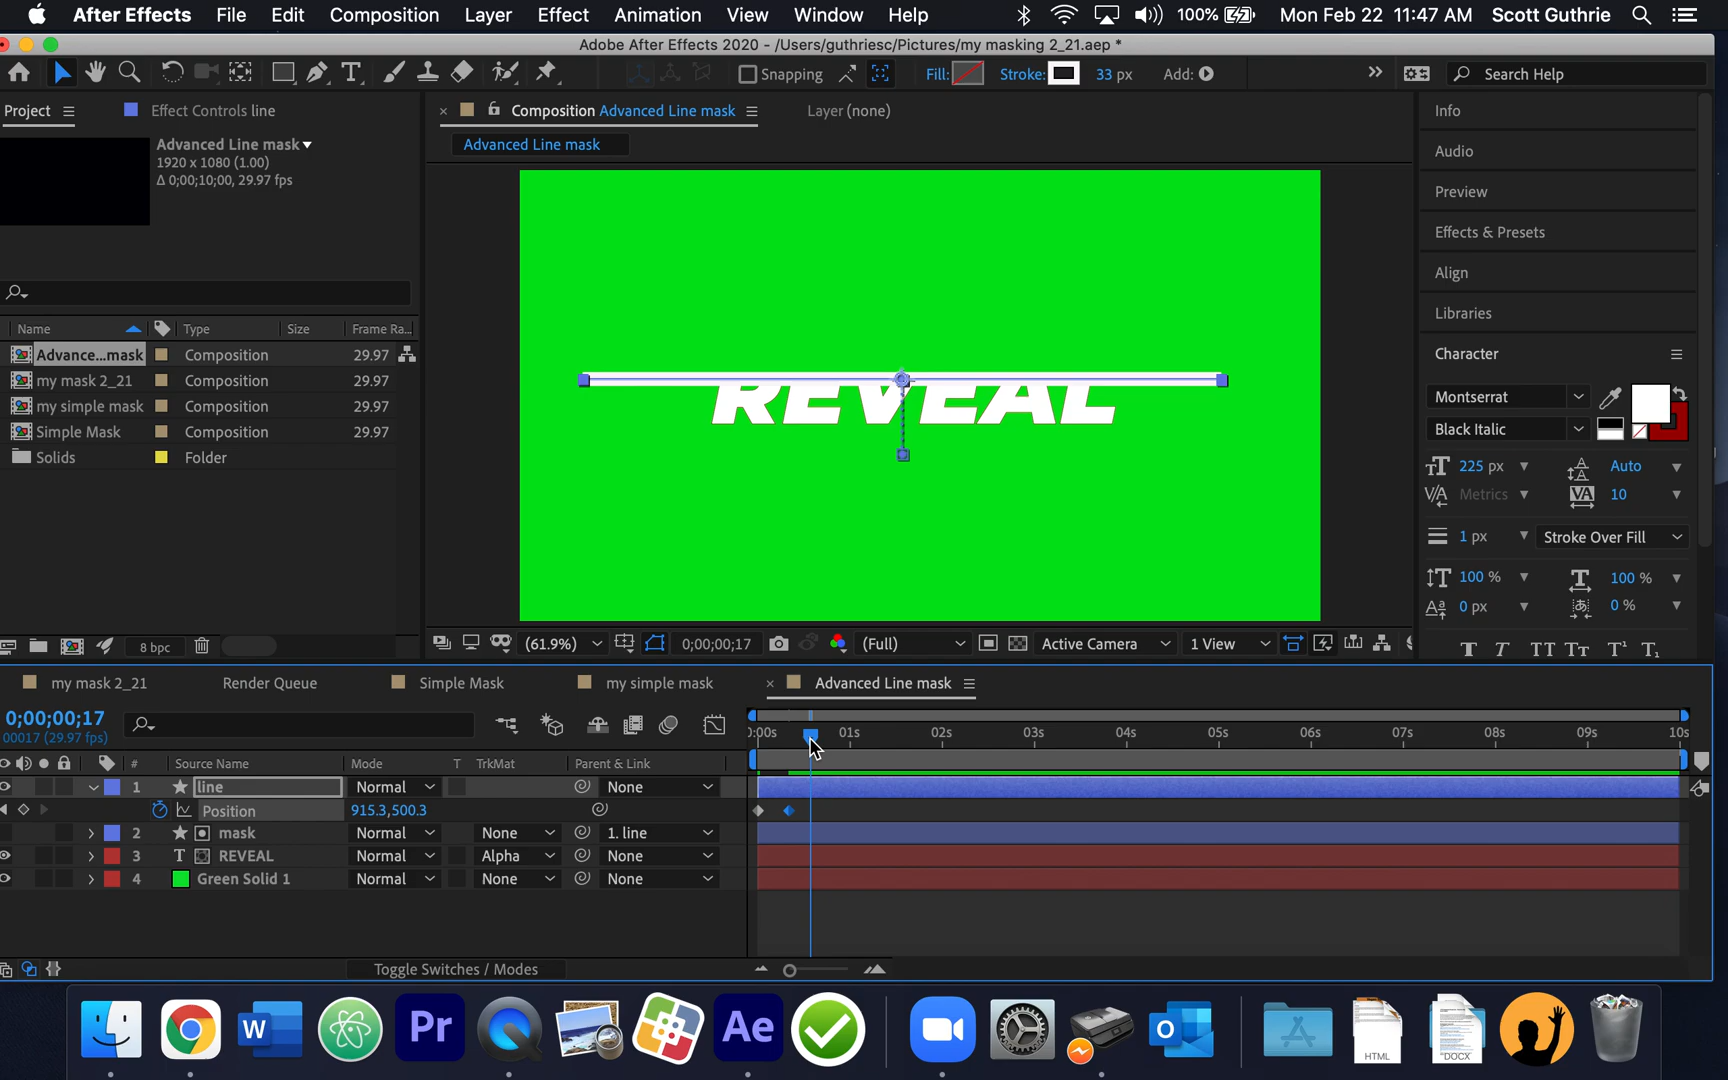 After Effects File Edit Composition Layer Effect Animation View Window Help 100% Mon Feb 22 11:47 AM Scott Guthrie
Adobe After Effects 2020 - /Users/guthriesc/Pictures/my masking 2_21.aep *
Snapping Fill: Stroke: 33 px Add: Search Help
Project Effect Controls line Composition Advanced Line mask Layer (none) Info
Advanced Line mask Advanced Line mask Audio
1920 x 1080 (1.00)
Δ 0;00;10;00, 29.97 fps
Preview
Effects & Presets
Align
Libraries
Name Type Size Frame Ra...
Advance...mask Composition 29.97 Character
my mask 2_21 Composition 29.97
my simple mask Composition 29.97 Montserrat
Simple Mask Composition 29.97 Black Italic
Solids Folder
REVEAL
225 px Auto
Metrics 10
1 px Stroke Over Fill
100 % 100 %
0 px 0 %
8 bpc (61.9%) 0;00;00;17 (Full) Active Camera 1 View
T T TT Tt T¹ T₁
my mask 2_21 Render Queue Simple Mask my simple mask Advanced Line mask
0;00;00;17
00017 (29.97 fps)
0:00s 01s 02s 03s 04s 05s 06s 07s 08s 09s 10s
# Source Name Mode T TrkMat Parent & Link
1 line Normal None
Position 915.3,500.3
2 mask Normal None 1. line
3 T REVEAL Normal Alpha None
4 Green Solid 1 Normal None None
Toggle Switches / Modes
W Pr Ae HTML "DOCX"